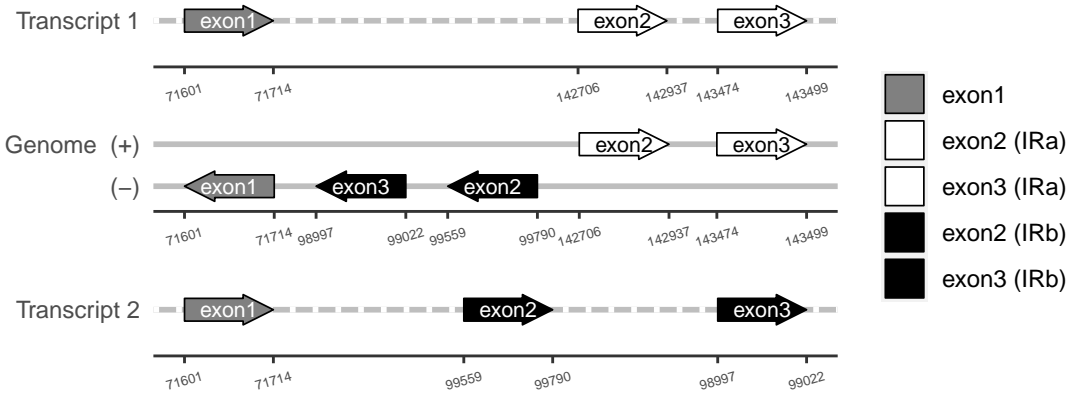 Transcript 1 exon1 exon2 exon3
71601 71714 142706 142937 143474 143499
Genome (+) exon2 exon3
(−) exon1 exon3 exon2
71601 71714 98997 99022 99559 99790 142706 142937 143474 143499
Transcript 2 exon1 exon2 exon3
71601 71714 99559 99790 98997 99022
exon1
exon2 (IRa)
exon3 (IRa)
exon2 (IRb)
exon3 (IRb)